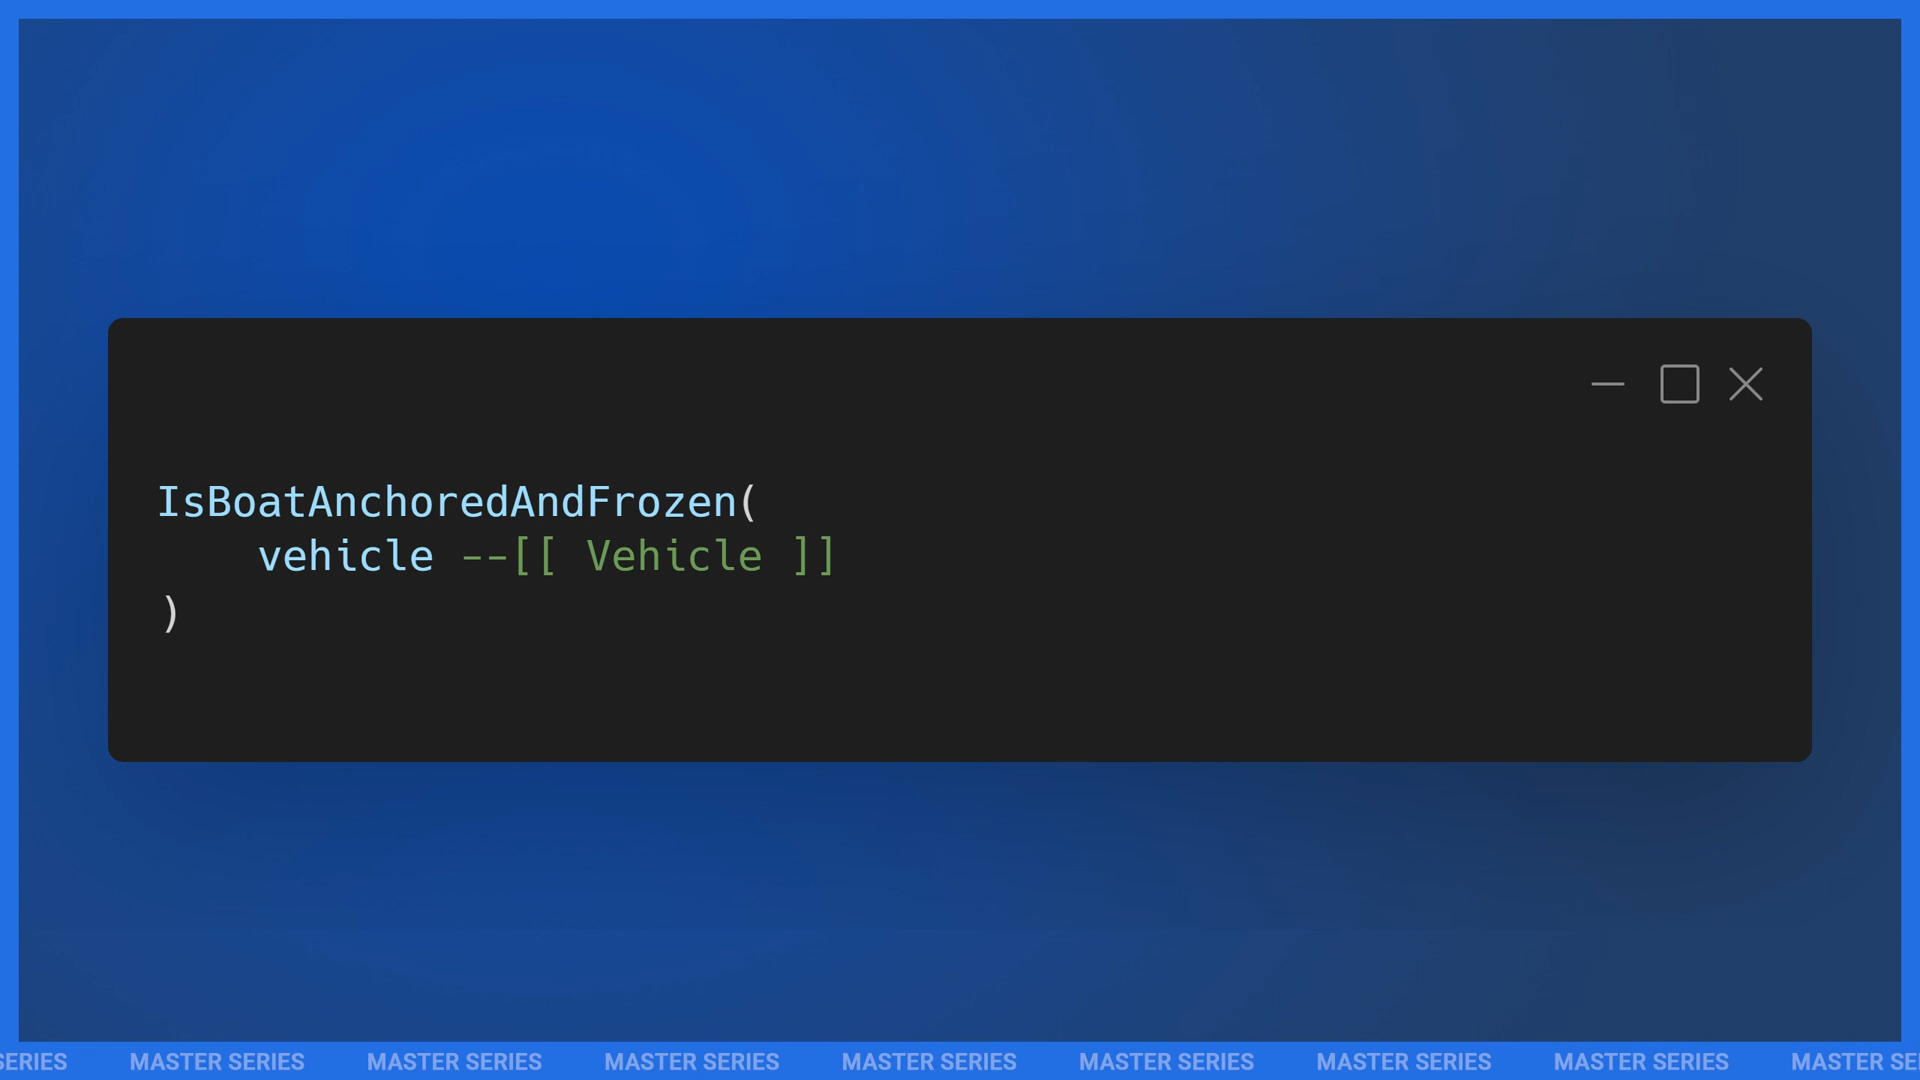 IsBoatAnchoredAndFrozen(
    vehicle --[[ Vehicle ]]
)
SERIES MASTER SERIES MASTER SERIES MASTER SERIES MASTER SERIES MASTER SERIES MASTER SERIES MASTER SERIES MASTER SE